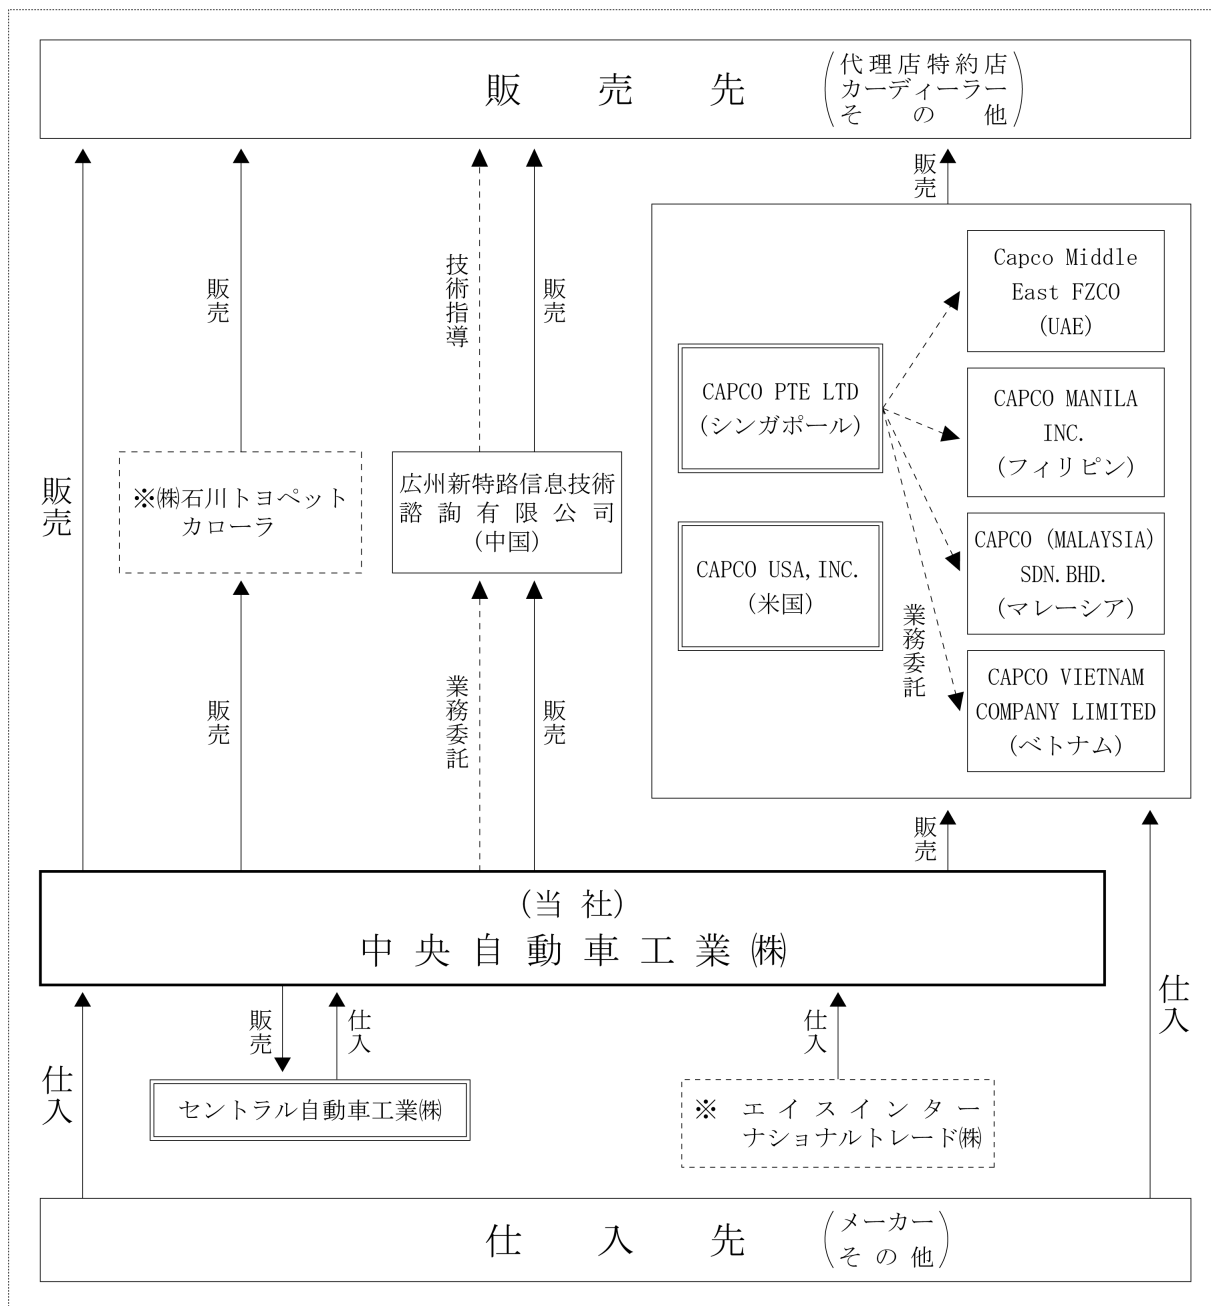 販売先
（代理店特約店
カーディーラー
その他）
販売
販売
技術指導
販売
販売
Capco Middle
East FZCO
(UAE)
CAPCO PTE LTD
(シンガポール)
CAPCO MANILA
INC.
(フィリピン)
※㈱石川トヨペット
カローラ
広州新特路信息技術
諮詢有限公司
(中国)
CAPCO USA, INC.
(米国)
CAPCO (MALAYSIA)
SDN. BHD.
(マレーシア)
業務委託
CAPCO VIETNAM
COMPANY LIMITED
(ベトナム)
販売
業務委託
販売
販売
(当社)
中央自動車工業㈱
仕入
販売
仕入
仕入
仕入
セントラル自動車工業㈱
※ エイスインター
ナショナルトレード㈱
仕入先
（メーカー
その他）